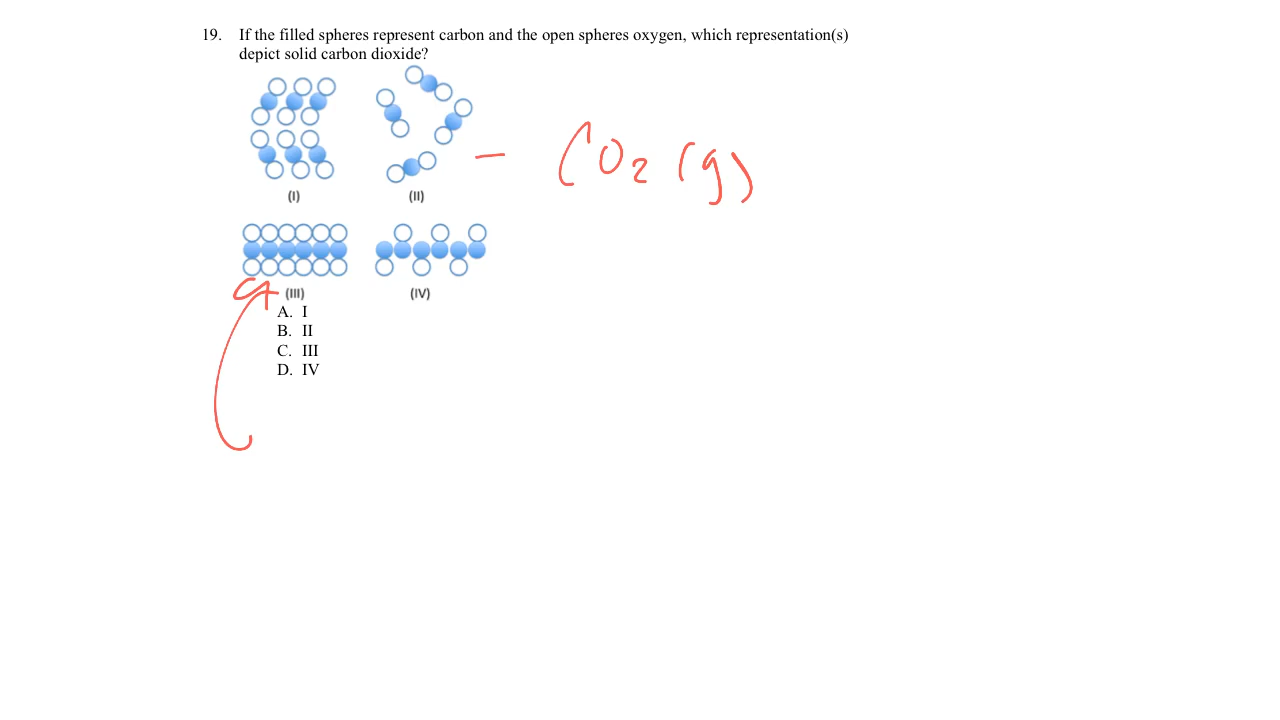 19. If the filled spheres represent carbon and the open spheres oxygen, which representation(s)
depict solid carbon dioxide?
(I) (II)
– CO2 (g)
(III) (IV)
A. I
B. II
C. III
D. IV